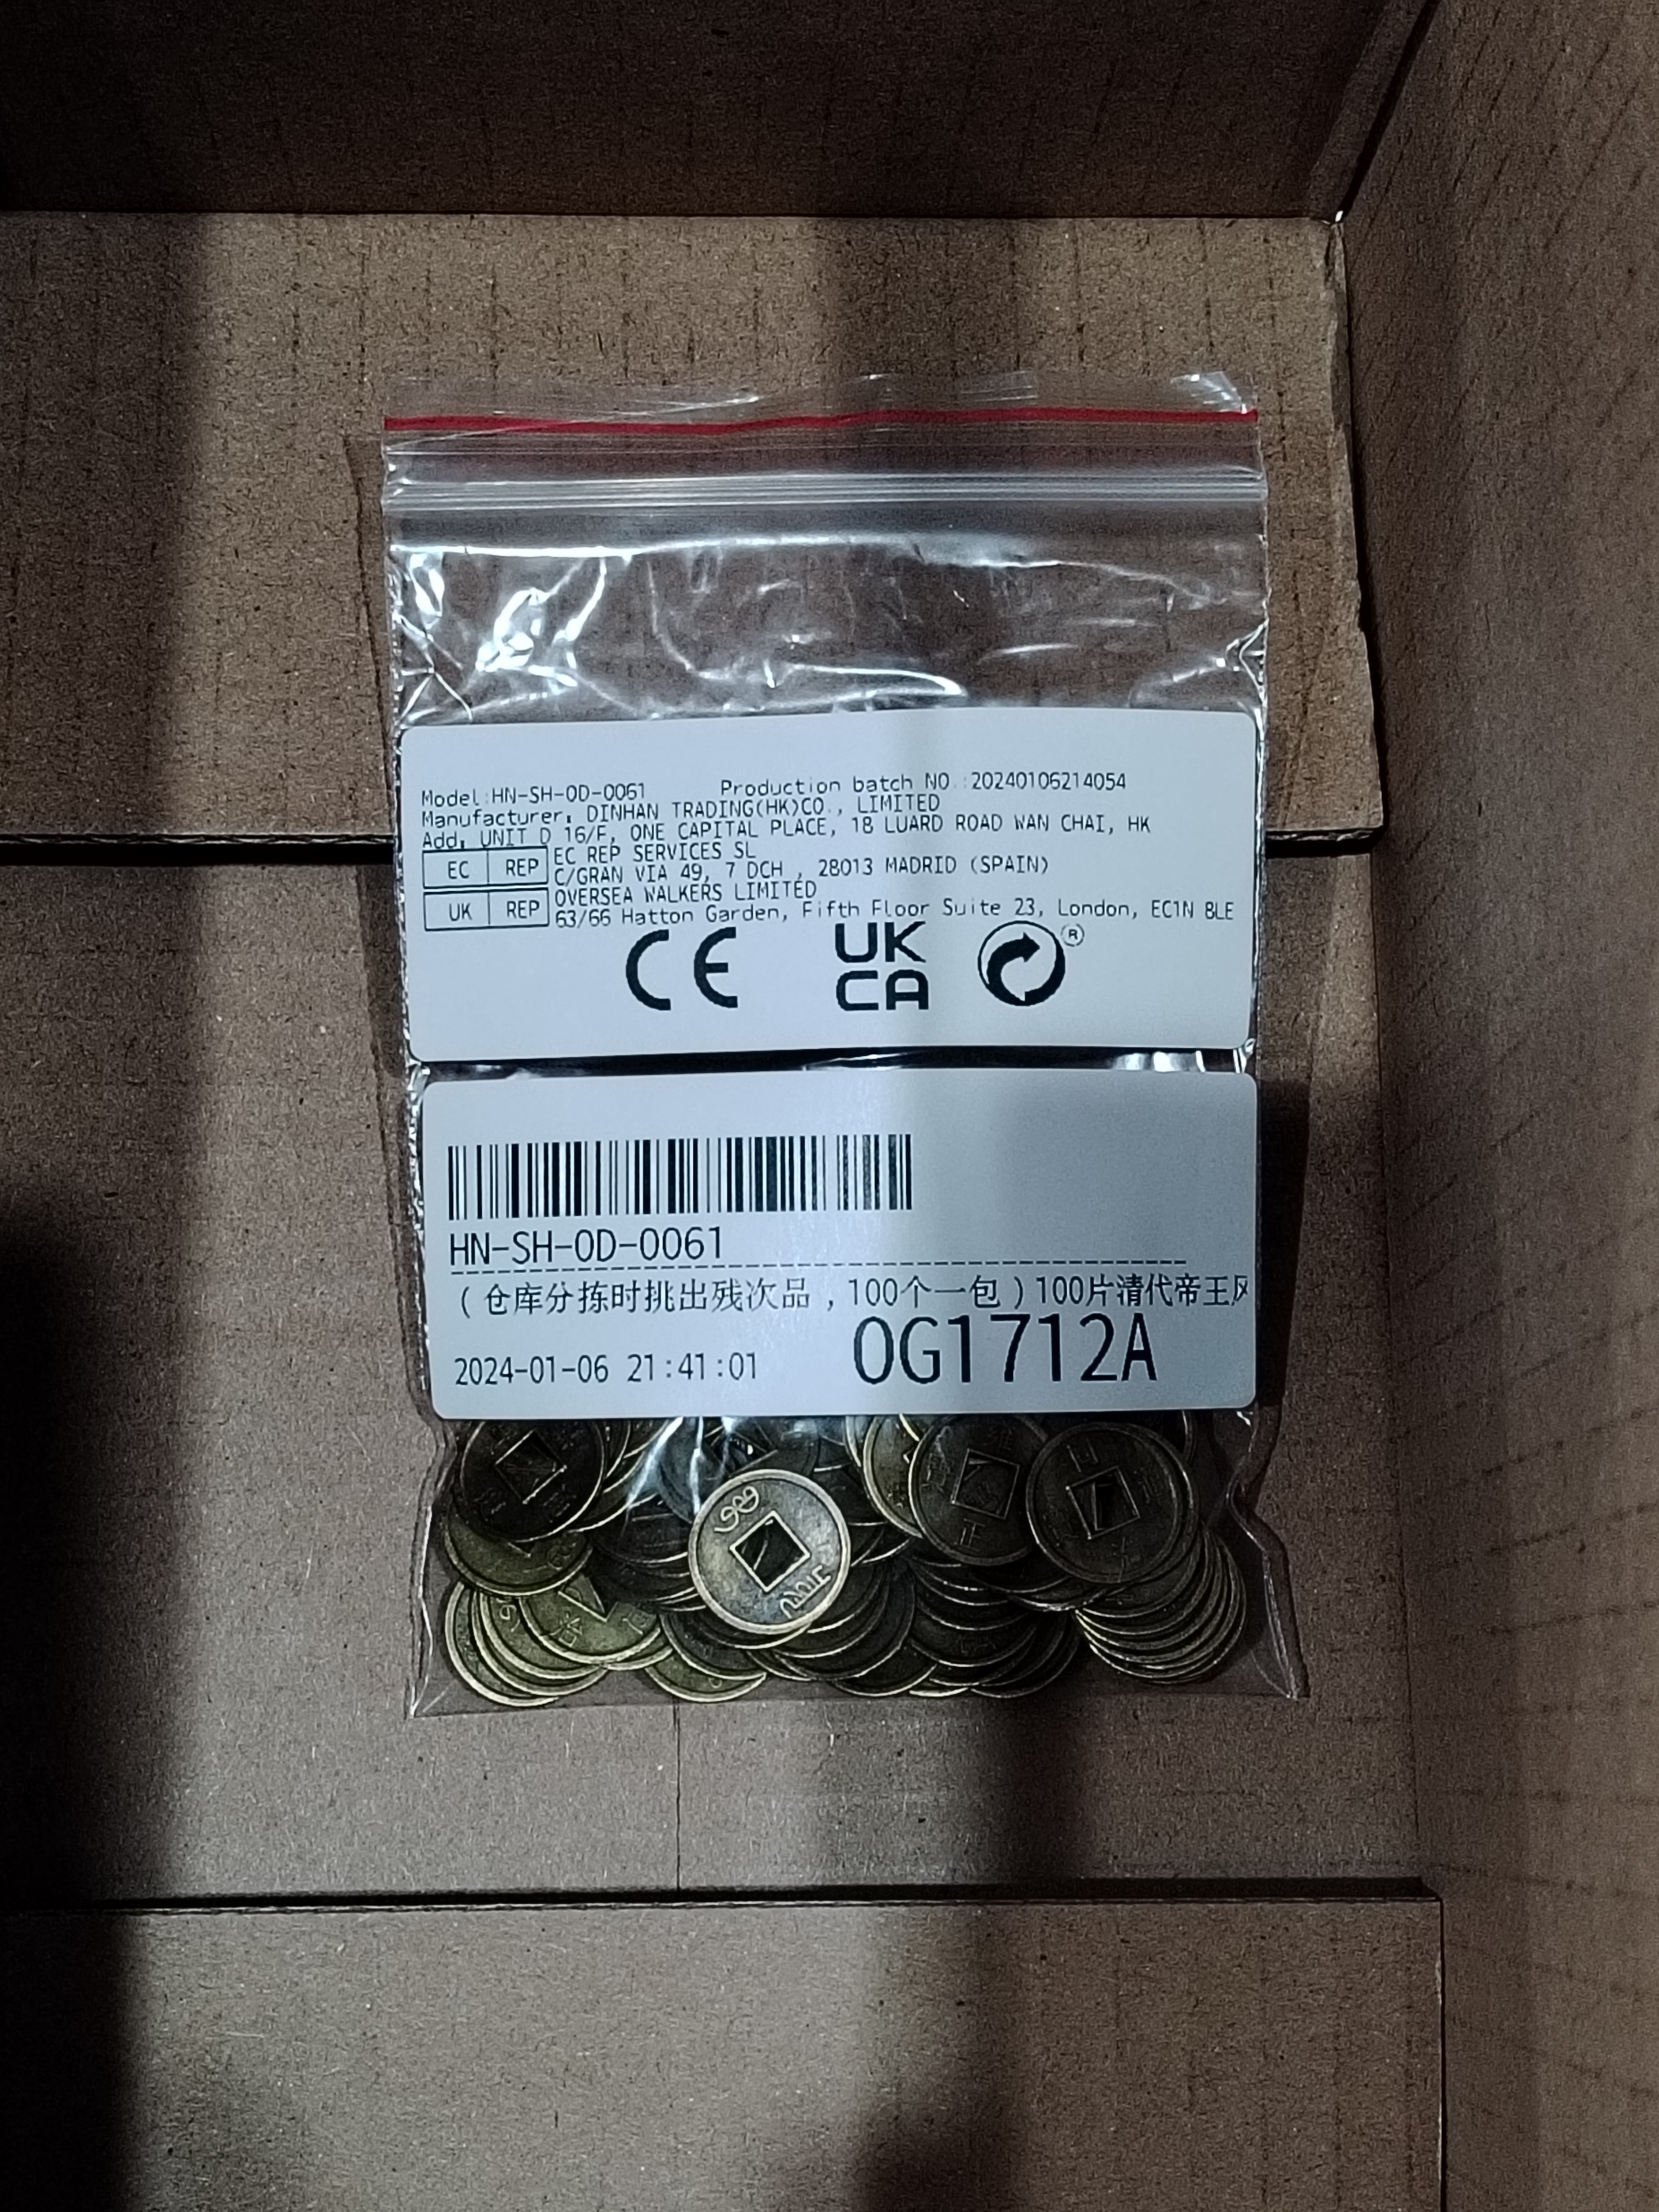 Model:HN-SH-OD-0061 Production batch NO.:20240106214054
Manufacturer: DINHAN TRADING(HK)CO., LIMITED
Add: UNIT D 16/F, ONE CAPITAL PLACE, 18 LUARD ROAD WAN CHAI, HK
EC REP EC REP SERVICES SL
C/GRAN VIA 49, 7 DCH , 28013 MADRID (SPAIN)
UK REP OVERSEA WALKERS LIMITED
63/66 Hatton Garden, Fifth Floor Suite 23, London, EC1N 8LE
CE UK CA ®
HN-SH-OD-0061
(仓库分拣时挑出残次品,100个一包)100片清代帝王风
2024-01-06 21:41:01 OG1712A